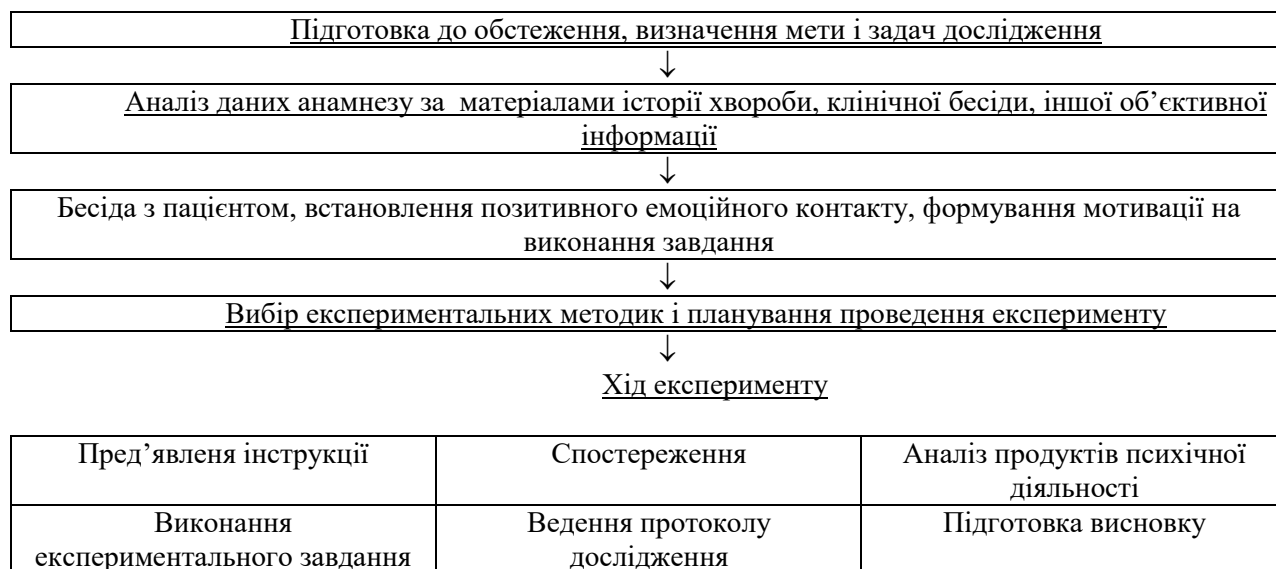 Підготовка до обстеження, визначення мети і задач дослідження
↓
Аналіз даних анамнезу за матеріалами історії хвороби, клінічної бесіди, іншої об’єктивної
інформації
↓
Бесіда з пацієнтом, встановлення позитивного емоційного контакту, формування мотивації на
виконання завдання
↓
Вибір експериментальних методик і планування проведення експерименту
↓
Хід експерименту
Пред’явленя інструкції
Спостереження
Аналіз продуктів психічної
діяльності
Виконання
експериментального завдання
Ведення протоколу
дослідження
Підготовка висновку